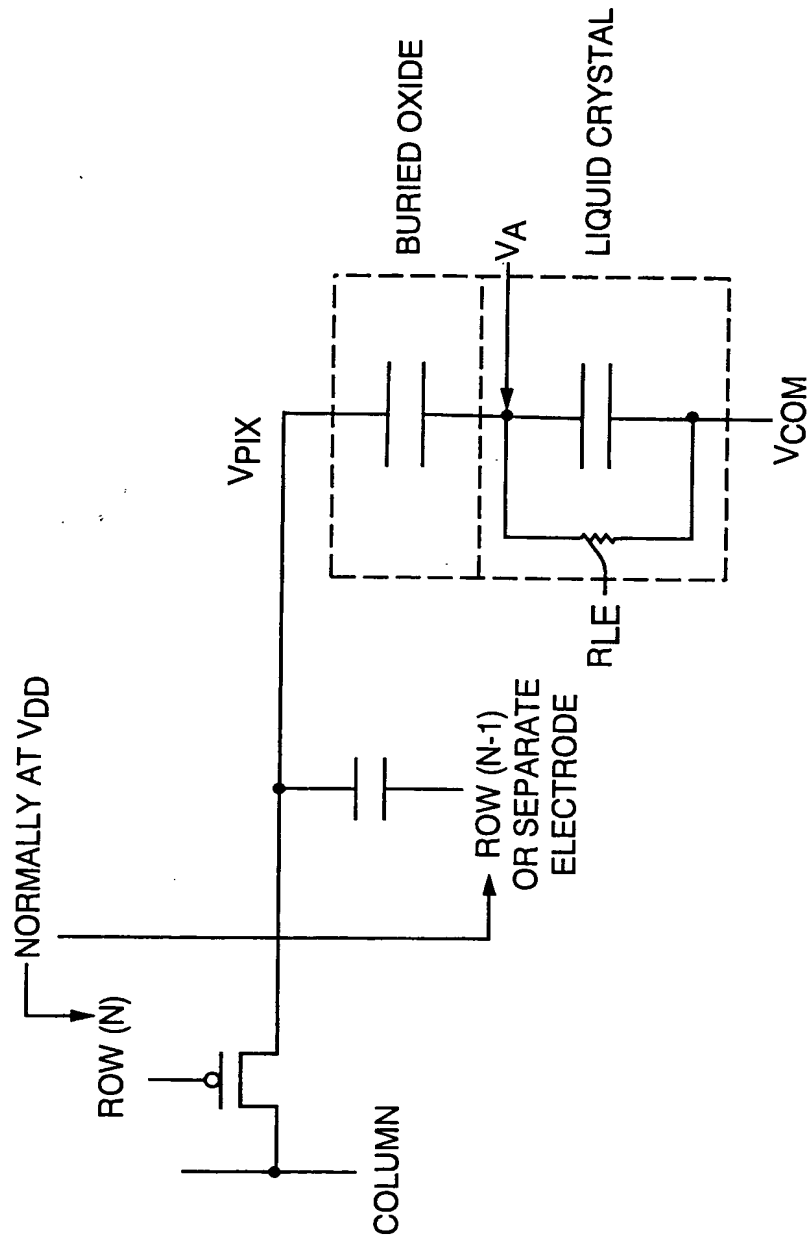 NORMALLY AT VDD
ROW (N)
COLUMN
ROW (N-1)
OR SEPARATE
ELECTRODE
VPIX
BURIED OXIDE
VA
LIQUID CRYSTAL
RLE
VCOM